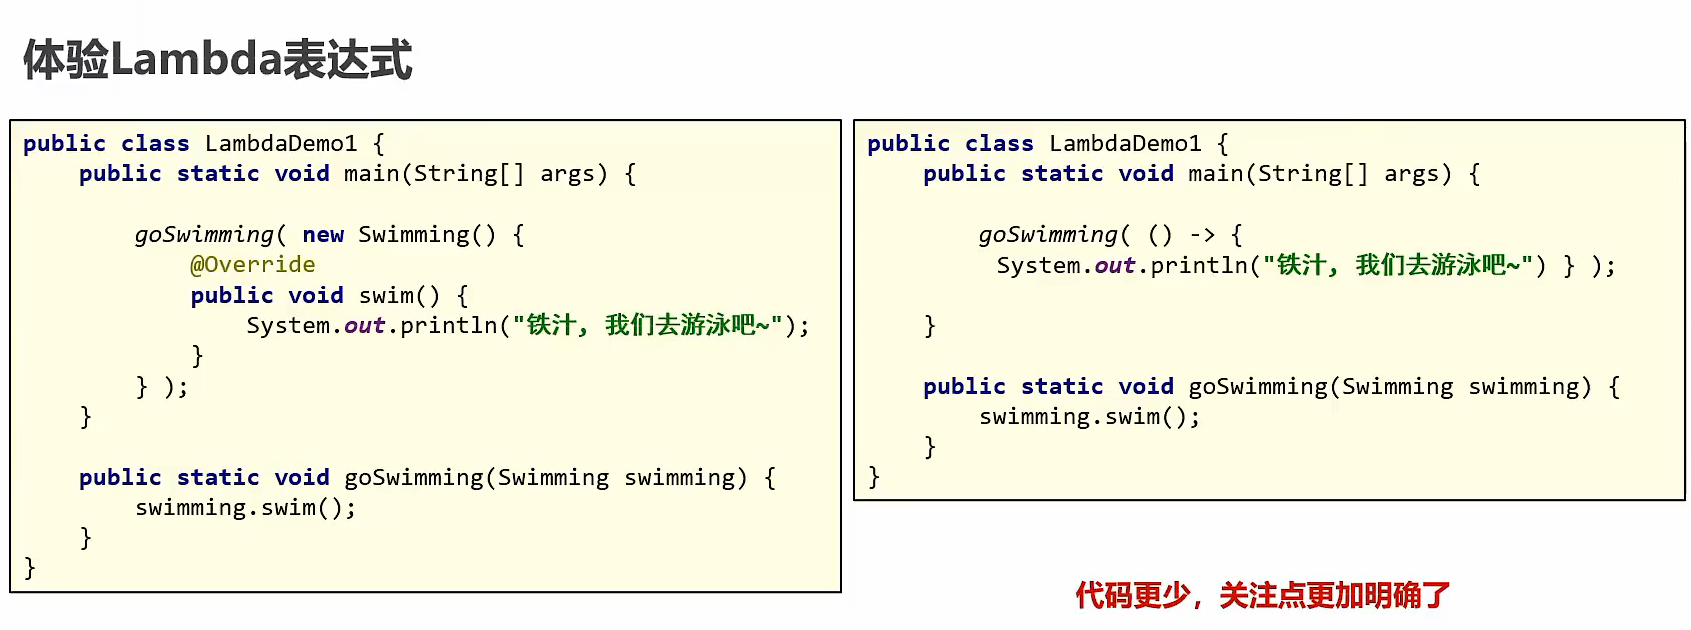 体验Lambda表达式
public class LambdaDemo1 {
public static void main(String[] args) {
goSwimming( new Swimming() {
@Override
public void swim() {
System.out.println("铁汁, 我们去游泳吧~");
}
} );
}
public static void goSwimming(Swimming swimming) {
swimming.swim();
}
}
public class LambdaDemo1 {
public static void main(String[] args) {
goSwimming( () -> {
System.out.println("铁汁, 我们去游泳吧~") } );
}
public static void goSwimming(Swimming swimming) {
swimming.swim();
}
}
代码更少，关注点更加明确了